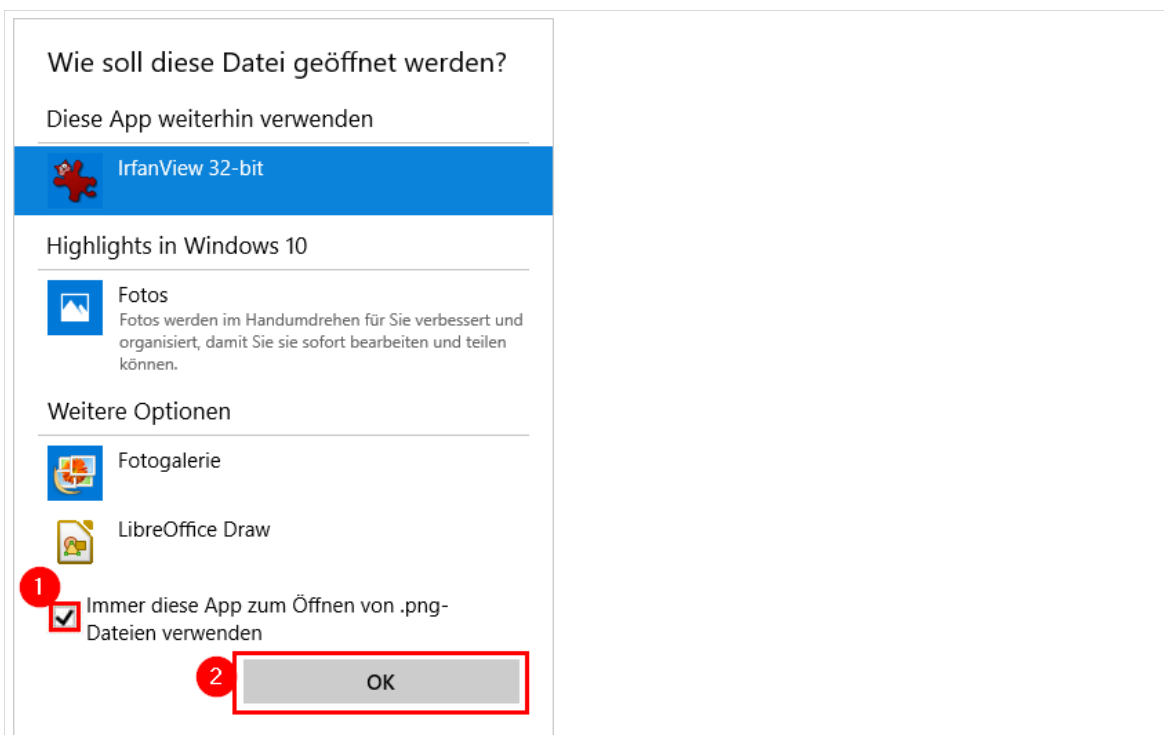 Wie soll diese Datei geöffnet werden?
Diese App weiterhin verwenden
IrfanView 32-bit
Highlights in Windows 10
Fotos
Fotos werden im Handumdrehen für Sie verbessert und
organisiert, damit Sie sie sofort bearbeiten und teilen
können.
Weitere Optionen
Fotogalerie
LibreOffice Draw
1
Immer diese App zum Öffnen von .png-
Dateien verwenden
2
OK